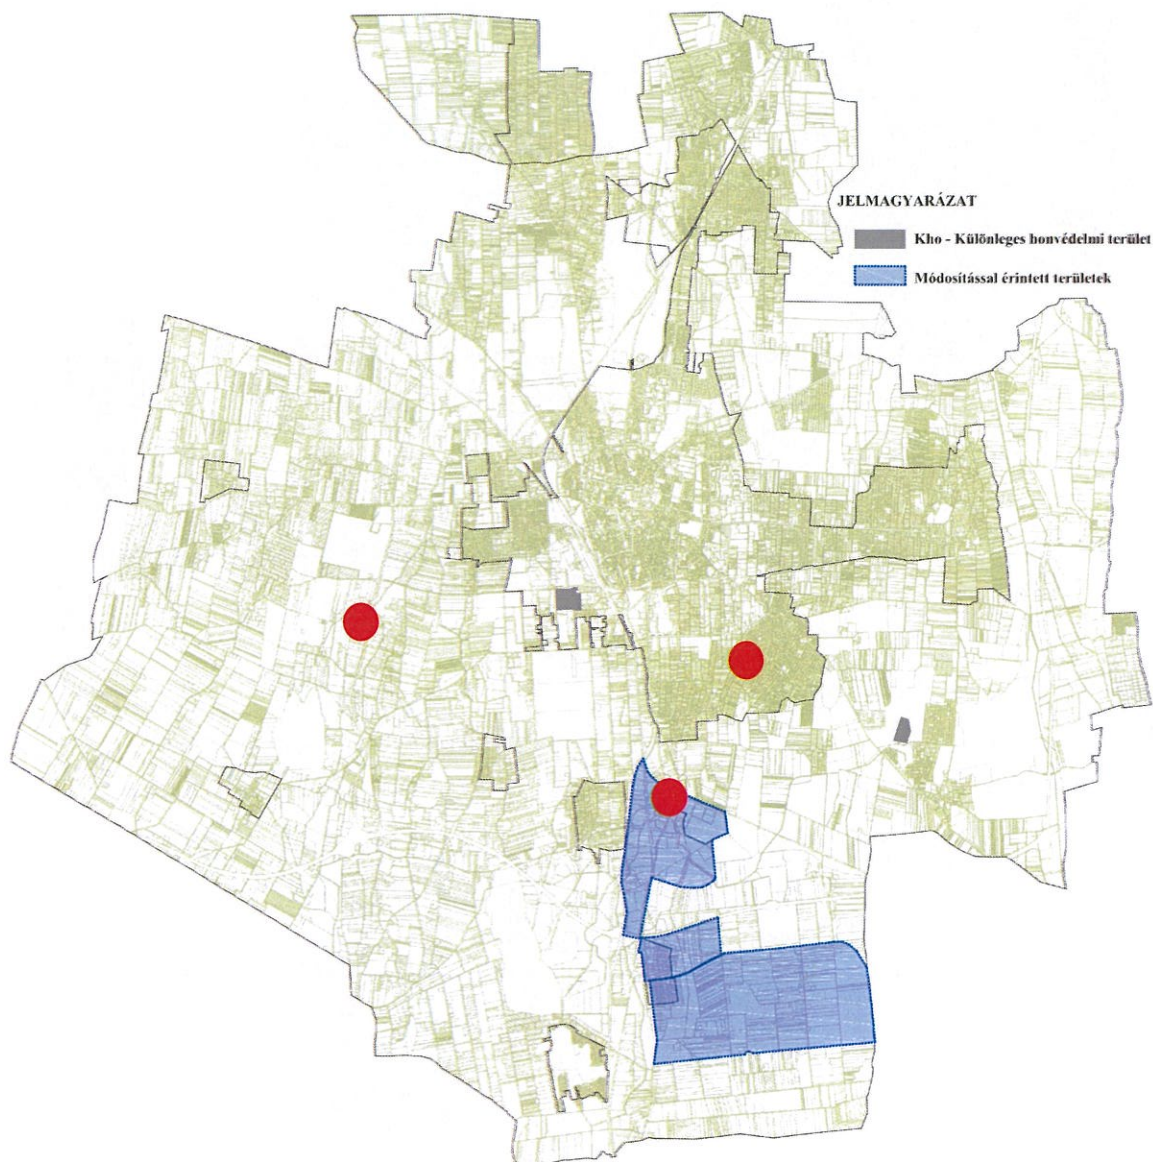 JELMAGYARÁZAT
Kho - Különleges honvédelmi terület
Módosítással érintett területek